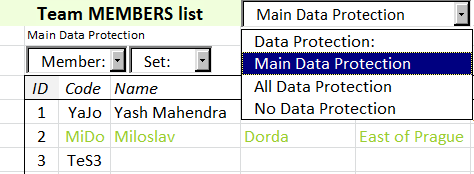 Team MEMBERS list Main Data Protection
Main Data Protection Data Protection:
Main Data Protection
Member: Set: All Data Protection
ID Code Name No Data Protection
1 YaJo Yash Mahendra
2 MiDo Miloslav Dorda East of Prague
3 TeS3